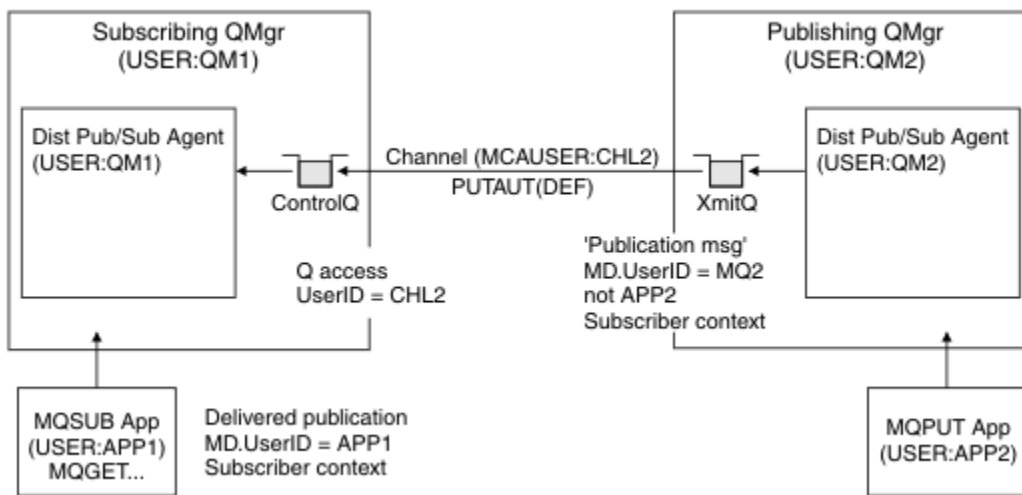 Subscribing QMgr
(USER:QM1)
Publishing QMgr
(USER:QM2)
Dist Pub/Sub Agent
(USER:QM1)
ControlQ
Channel (MCAUSER:CHL2)
PUTAUT(DEF)
XmitQ
Dist Pub/Sub Agent
(USER:QM2)
Q access
UserID = CHL2
'Publication msg'
MD.UserID = MQ2
not APP2
Subscriber context
MQSUB App
(USER:APP1)
MQGET...
Delivered publication
MD.UserID = APP1
Subscriber context
MQPUT App
(USER:APP2)